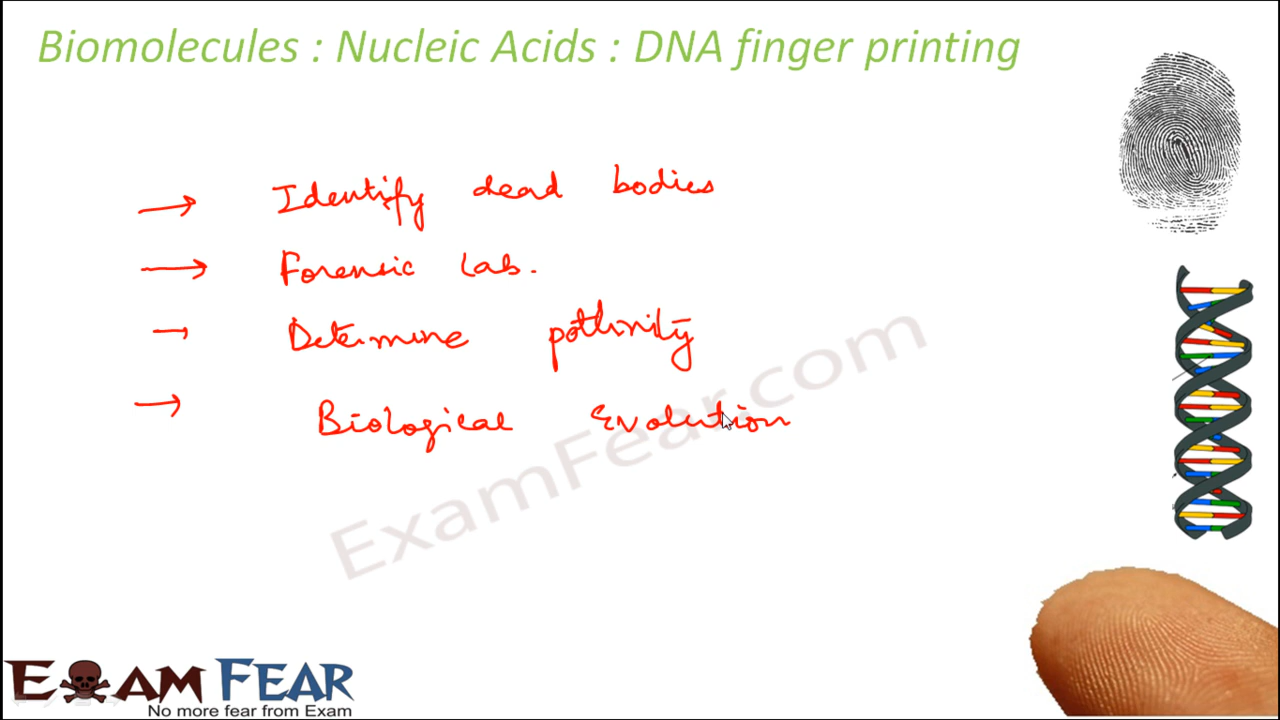 Biomolecules : Nucleic Acids : DNA finger printing
→ Identify dead bodies
→ Forensic Lab.
→ Determine pothinity
→ Biological Evolution
ExamFear.com
EXAM FEAR
No more fear from Exam